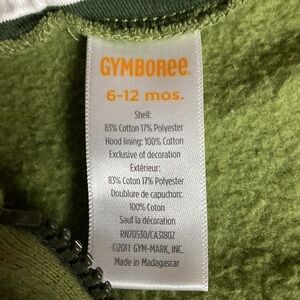 GYMBOREE.
6-12 mos.
Shell:
83% Cotton 17% Polyester
Hood lining: 100% Cotton
Exclusive of decoration
Extérieur:
83% Coton 17% Polyester
Doublure de capuchon:
100% Coton
Sauf la décoration
RN70530/CA31802
©2011 GYM-MARK, INC.
Made in Madagascar